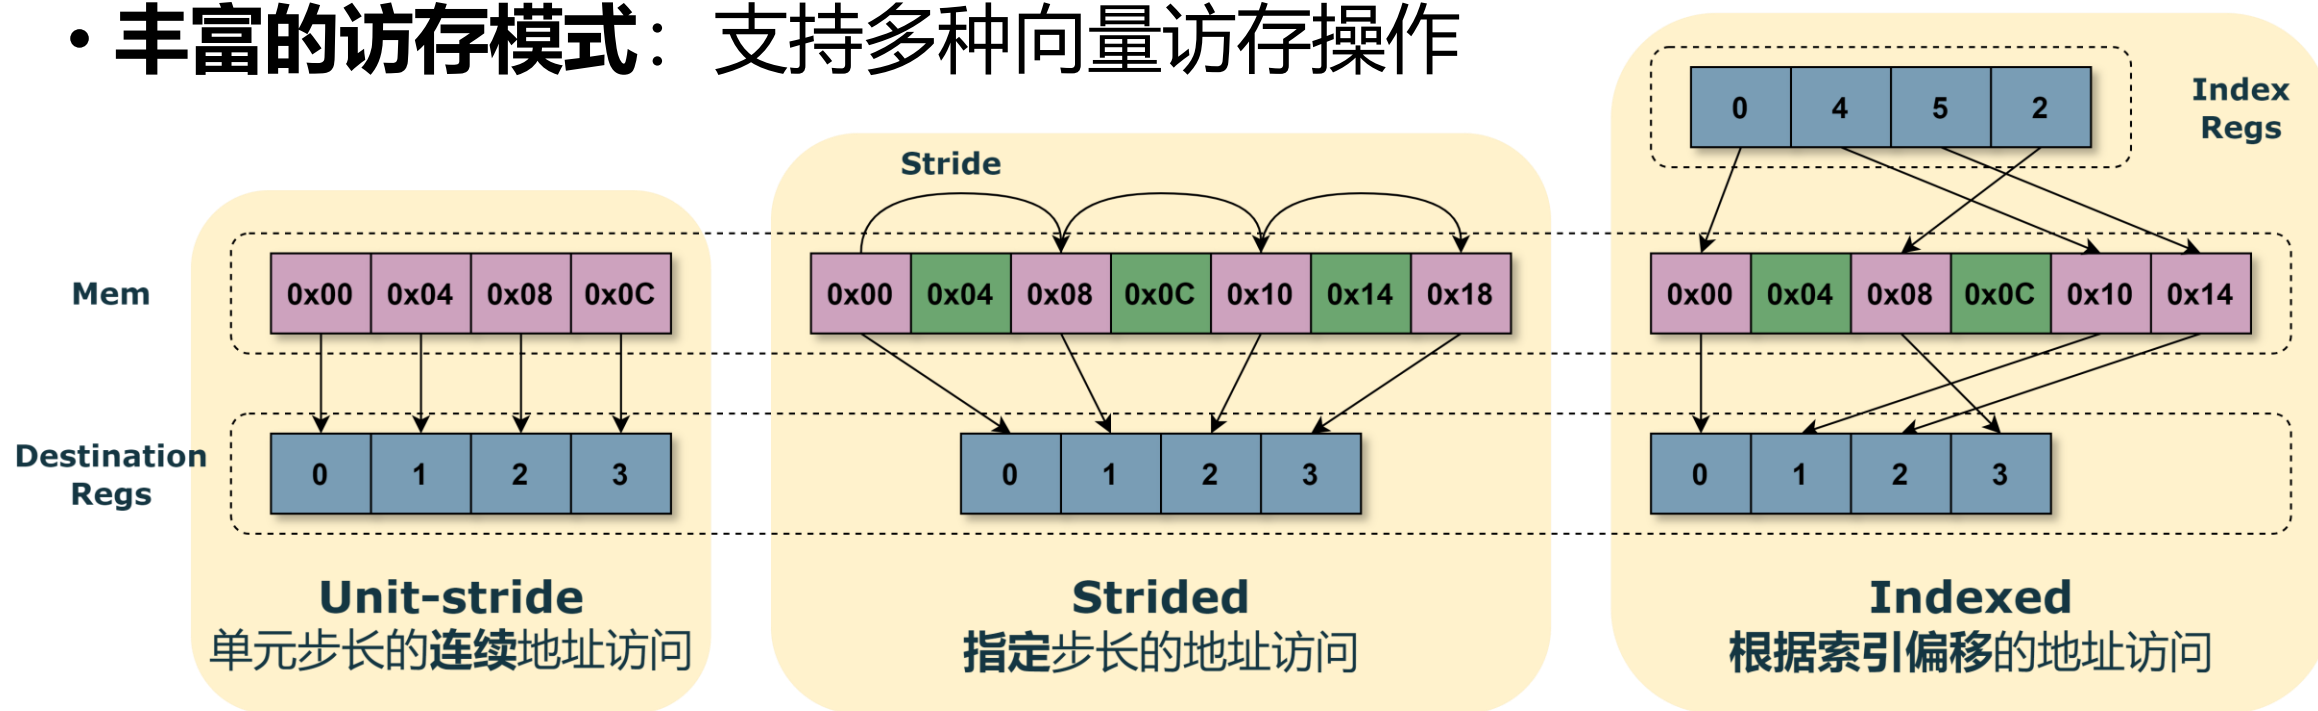 • 丰富的访存模式：支持多种向量访存操作
0 4 5 2
Index
Regs
Stride
Mem
0x00 0x04 0x08 0x0C
0x00 0x04 0x08 0x0C 0x10 0x14 0x18
0x00 0x04 0x08 0x0C 0x10 0x14
Destination
Regs
0 1 2 3
0 1 2 3
0 1 2 3
Unit-stride
单元步长的连续地址访问
Strided
指定步长的地址访问
Indexed
根据索引偏移的地址访问